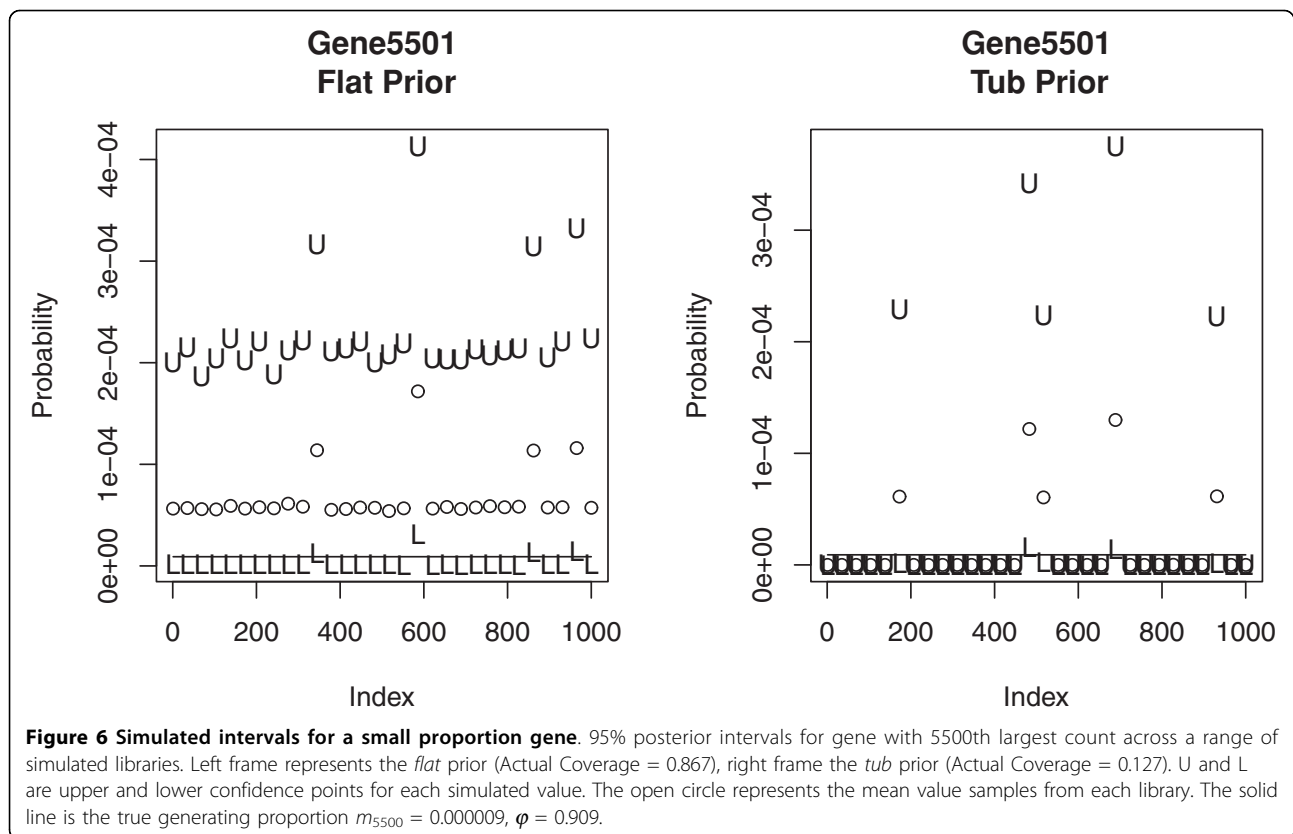 Gene5501
Flat Prior
Probability
0e+00 1e−04 2e−04 3e−04 4e−04
0 200 400 600 800 1000
Index
Gene5501
Tub Prior
Probability
0e+00 1e−04 2e−04 3e−04
0 200 400 600 800 1000
Index
Figure 6 Simulated intervals for a small proportion gene. 95% posterior intervals for gene with 5500th largest count across a range of
simulated libraries. Left frame represents the flat prior (Actual Coverage = 0.867), right frame the tub prior (Actual Coverage = 0.127). U and L
are upper and lower confidence points for each simulated value. The open circle represents the mean value samples from each library. The solid
line is the true generating proportion m5500 = 0.000009, φ = 0.909.